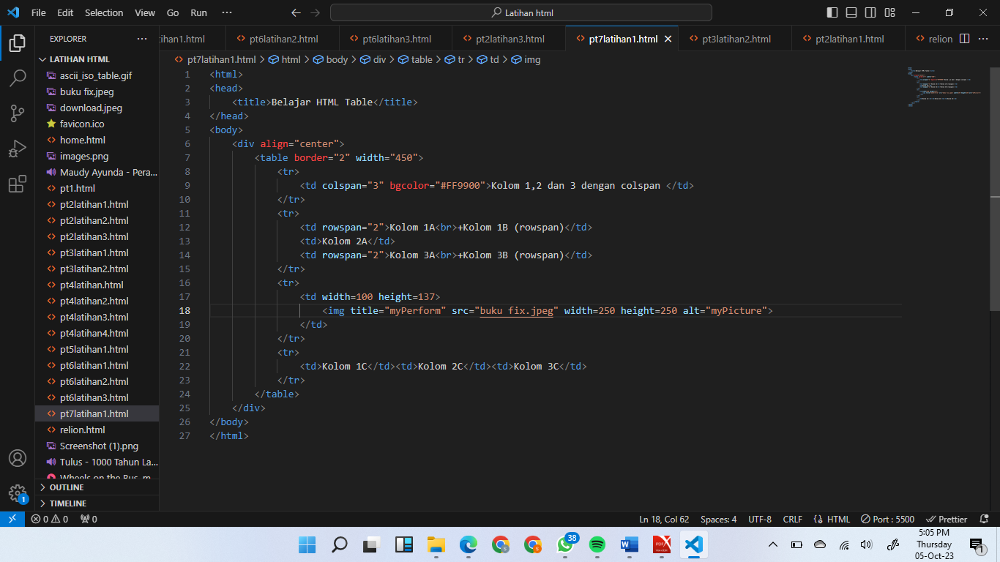 File Edit Selection View Go Run ··· Latihan html
EXPLORER ···
LATIHAN HTML
ascii_iso_table.gif
buku fix.jpeg
download.jpeg
favicon.ico
home.html
images.png
Maudy Ayunda - Pera...
pt1.html
pt2latihan1.html
pt2latihan2.html
pt2latihan3.html
pt3latihan1.html
pt3latihan2.html
pt4latihan.html
pt4latihan2.html
pt4latihan3.html
pt4latihan4.html
pt5latihan1.html
pt6latihan1.html
pt6latihan2.html
pt6latihan3.html
pt7latihan1.html
relion.html
Screenshot (1).png
Tulus - 1000 Tahun La...
Wheels on the Bus_m...
OUTLINE
TIMELINE
tihan1.html pt6latihan2.html pt6latihan3.html pt2latihan3.html pt7latihan1.html pt3latihan2.html pt2latihan1.html relion ···
pt7latihan1.html > html > body > div > table > tr > td > img
1 <html>
2 <head>
3 <title>Belajar HTML Table</title>
4 </head>
5 <body>
6 <div align="center">
7 <table border="2" width="450">
8 <tr>
9 <td colspan="3" bgcolor="#FF9900">Kolom 1,2 dan 3 dengan colspan </td>
10 </tr>
11 <tr>
12 <td rowspan="2">Kolom 1A<br>+Kolom 1B (rowspan)</td>
13 <td>Kolom 2A</td>
14 <td rowspan="2">Kolom 3A<br>+Kolom 3B (rowspan)</td>
15 </tr>
16 <tr>
17 <td width=100 height=137>
18 <img title="myPerform" src="buku fix.jpeg" width=250 height=250 alt="myPicture">
19 </td>
20 </tr>
21 <tr>
22 <td>Kolom 1C</td><td>Kolom 2C</td><td>Kolom 3C</td>
23 </tr>
24 </table>
25 </div>
26 </body>
27 </html>
1
0 0 0 Ln 18, Col 62 Spaces: 4 UTF-8 CRLF HTML Port : 5500 Prettier
38
PDF
5:05 PM
Thursday
05-Oct-23
1